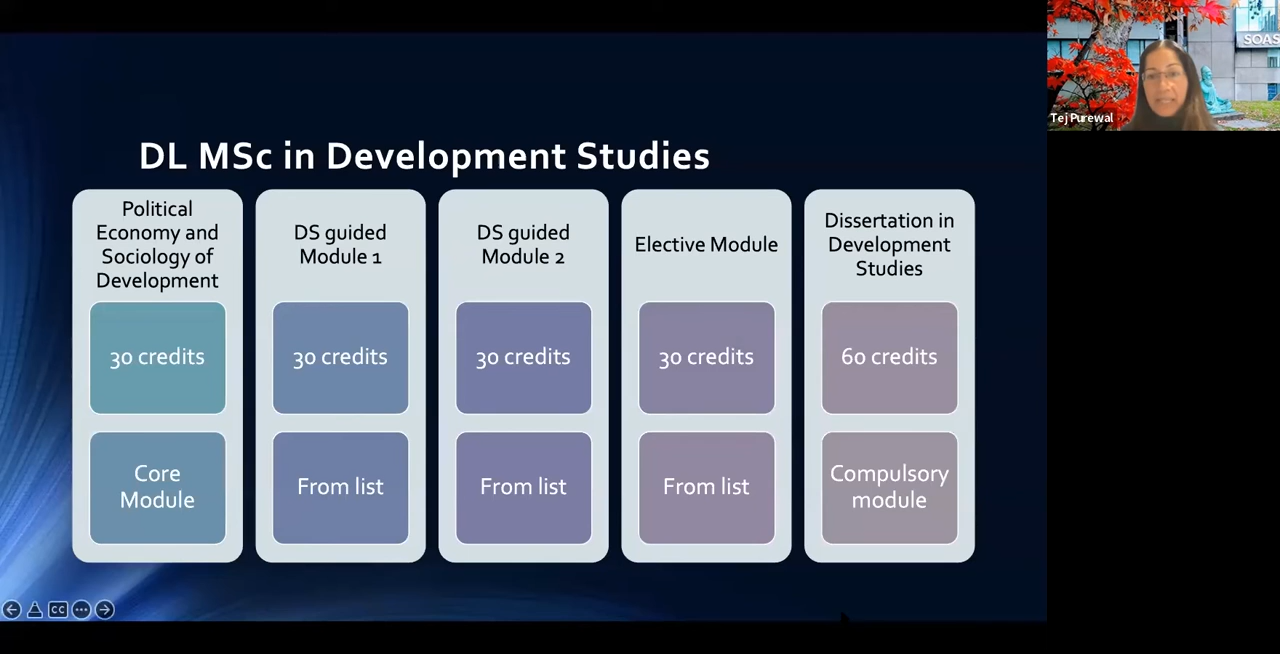 SOAS
Tej Purewal
DL MSc in Development Studies
Political
Economy and
Sociology of
Development
30 credits
Core
Module
DS guided
Module 1
30 credits
From list
DS guided
Module 2
30 credits
From list
Elective Module
30 credits
From list
Dissertation in
Development
Studies
60 credits
Compulsory
module
CC